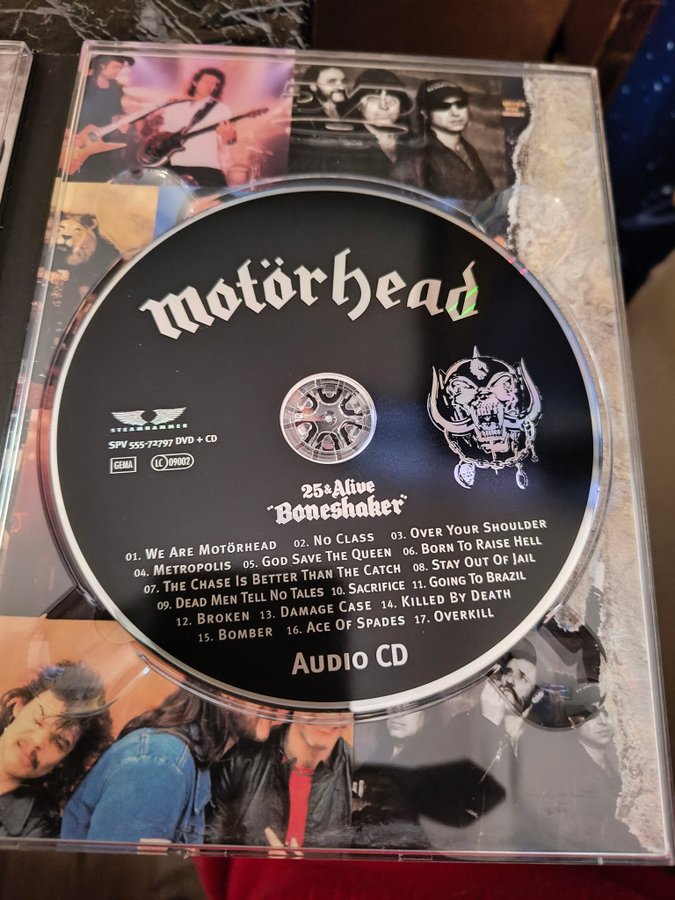 Motörhead
STEAMHAMMER
SPV 555-72797 DVD + CD
GEMA
LC 09002
25 & Alive
"Boneshaker"
01. WE ARE MOTÖRHEAD 02. NO CLASS 03. OVER YOUR SHOULDER
04. METROPOLIS 05. GOD SAVE THE QUEEN 06. BORN TO RAISE HELL
07. THE CHASE IS BETTER THAN THE CATCH 08. STAY OUT OF JAIL
09. DEAD MEN TELL NO TALES 10. SACRIFICE 11. GOING TO BRAZIL
12. BROKEN 13. DAMAGE CASE 14. KILLED BY DEATH
15. BOMBER 16. ACE OF SPADES 17. OVERKILL
AUDIO CD